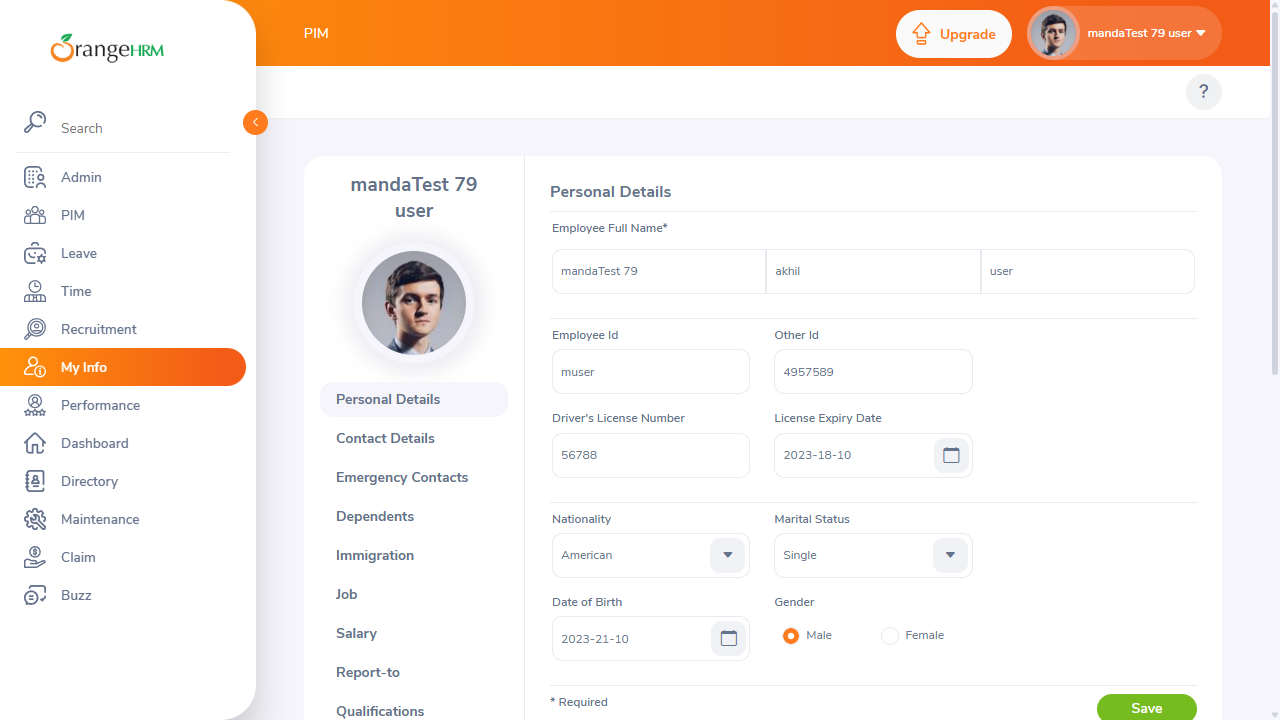 OrangeHRM
PIM
Upgrade
mandaTest 79 user
?
Search
Admin
PIM
Leave
Time
Recruitment
My Info
Performance
Dashboard
Directory
Maintenance
Claim
Buzz
mandaTest 79
user
Personal Details
Contact Details
Emergency Contacts
Dependents
Immigration
Job
Salary
Report-to
Qualifications
Personal Details
Employee Full Name*
mandaTest 79 akhil user
Employee Id Other Id
muser 4957589
Driver's License Number License Expiry Date
56788 2023-18-10
Nationality Marital Status
American Single
Date of Birth Gender
2023-21-10 Male Female
* Required Save